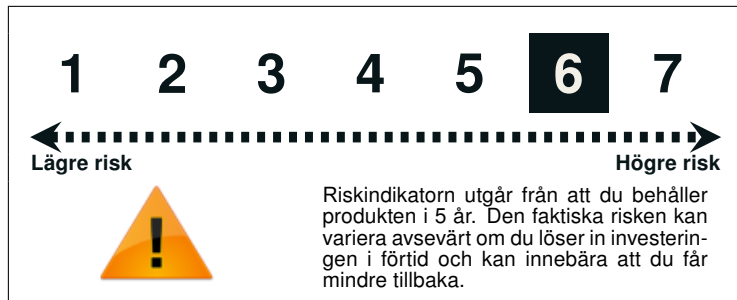 1 2 3 4 5 6 7
Lägre risk Högre risk
!
Riskindikatorn utgår från att du behåller
produkten i 5 år. Den faktiska risken kan
variera avsevärt om du löser in investerin-
gen i förtid och kan innebära att du får
mindre tillbaka.